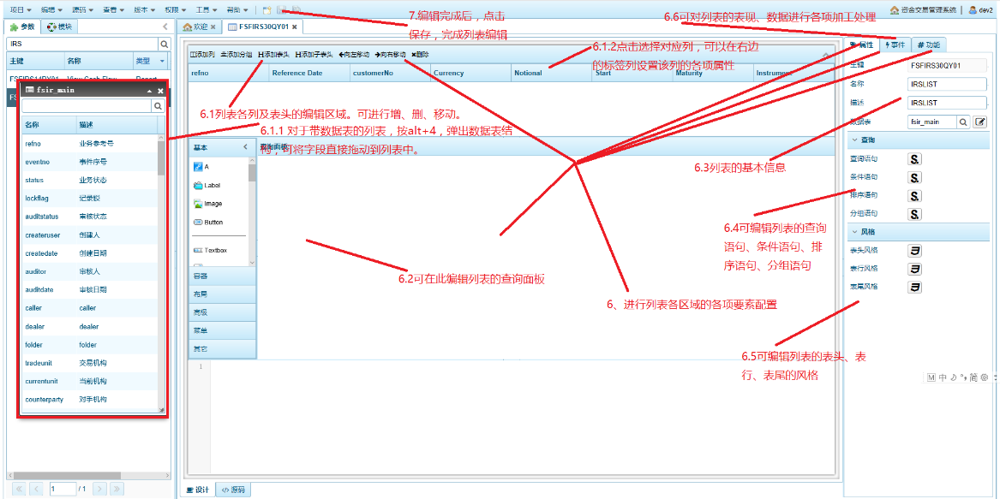 项目 编辑 源码 查看 版本 权限 工具 帮助
资金交易管理系统 dev2
参数 模块
欢迎 FSFIRS30QY01
7.编辑完成后，点击
保存，完成列表编辑
6.6可对列表的表现、数据进行各项加工处理
IRS
主键 名称 类型
FSFIRS14RY01 View Cash Flow Report
fsir_main
名称 描述
refno 业务参考号
eventno 事件序号
status 业务状态
lockflag 记录锁
auditstatus 审核状态
createruser 创建人
createdate 创建日期
auditor 审核人
auditdate 审核日期
caller caller
dealer dealer
folder folder
tradeunit 交易机构
currentunit 当前机构
counterparty 对手机构
1 / 1
添加列 添加分组 添加表头 添加子表头 向左移动 向右移动 删除
refno Reference Date customerNo Currency Notional Start Maturity Instrument
6.1.2点击选择对应列，可以在右边
的标签列设置该列的各项属性
6.1列表各列及表头的编辑区域。可进行增、删、移动。
6.1.1 对于带数据表的列表，按alt+4，弹出数据表结
构，可将字段直接拖动到列表中。
基本
A
Label
Image
Button
Textbox
容器
布局
高级
菜单
其它
6.2可在此编辑列表的查询面板
6、进行列表各区域的各项要素配置
1
设计 源码
属性 事件 功能
主键 FSFIRS30QY01
名称 IRSLIST
描述 IRSLIST
数据表 fsir_main
查询
查询语句
条件语句
排序语句
分组语句
风格
表头风格
表行风格
表尾风格
6.3列表的基本信息
6.4可编辑列表的查询
语句、条件语句、排
序语句、分组语句
6.5可编辑列表的表头、表
行、表尾的风格
M 中 简